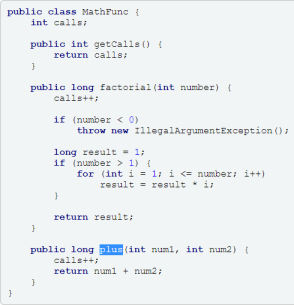 public class MathFunc {
    int calls;

    public int getCalls() {
        return calls;
    }

    public long factorial(int number) {
        calls++;

        if (number < 0)
            throw new IllegalArgumentException();

        long result = 1;
        if (number > 1) {
            for (int i = 1; i <= number; i++)
                result = result * i;
        }

        return result;
    }

    public long plus(int num1, int num2) {
        calls++;
        return num1 + num2;
    }
}